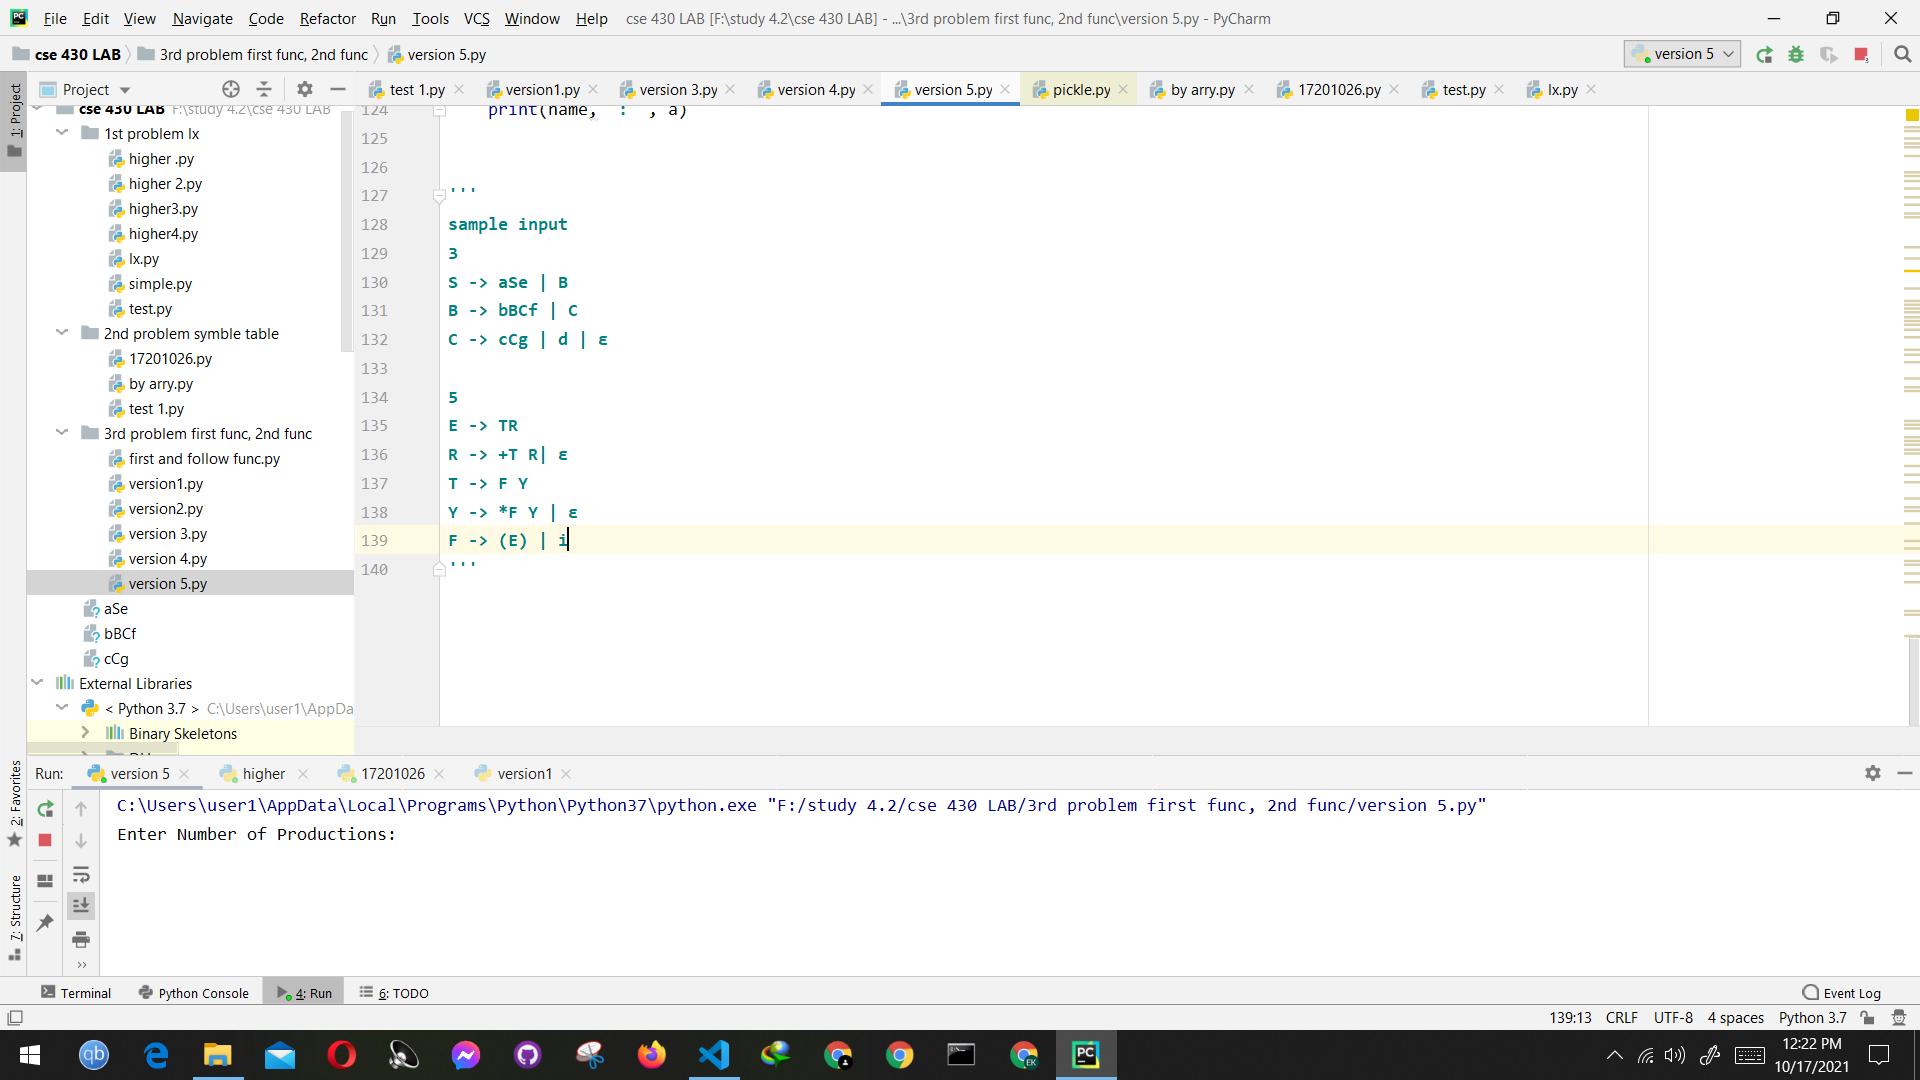 File Edit View Navigate Code Refactor Run Tools VCS Window Help cse 430 LAB [F:\study 4.2\cse 430 LAB] - ...\3rd problem first func, 2nd func\version 5.py - PyCharm
cse 430 LAB 3rd problem first func, 2nd func version 5.py version 5
1: Project
Project test 1.py version1.py version 3.py version 4.py version 5.py pickle.py by arry.py 17201026.py test.py lx.py
cse 430 LAB F:\study 4.2\cse 430 LAB
1st problem lx
higher .py
higher 2.py
higher3.py
higher4.py
lx.py
simple.py
test.py
2nd problem symble table
17201026.py
by arry.py
test 1.py
3rd problem first func, 2nd func
first and follow func.py
version1.py
version2.py
version 3.py
version 4.py
version 5.py
aSe
bBCf
cCg
External Libraries
< Python 3.7 > C:\Users\user1\AppDa
Binary Skeletons
124 print(name, : , a)
125
126
127 '''
128 sample input
129 3
130 S -> aSe | B
131 B -> bBCf | C
132 C -> cCg | d | ε
133
134 5
135 E -> TR
136 R -> +T R| ε
137 T -> F Y
138 Y -> *F Y | ε
139 F -> (E) | i
140 '''
Run: version 5 higher 17201026 version1
C:\Users\user1\AppData\Local\Programs\Python\Python37\python.exe "F:/study 4.2/cse 430 LAB/3rd problem first func, 2nd func/version 5.py"
Enter Number of Productions:
2: Favorites
7: Structure
Terminal Python Console 4: Run 6: TODO Event Log
139:13 CRLF UTF-8 4 spaces Python 3.7
12:22 PM
10/17/2021